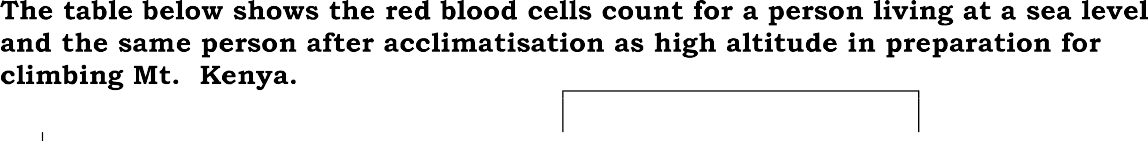 The table below shows the red blood cells count for a person living at a sea level
and the same person after acclimatisation as high altitude in preparation for
climbing Mt.  Kenya.